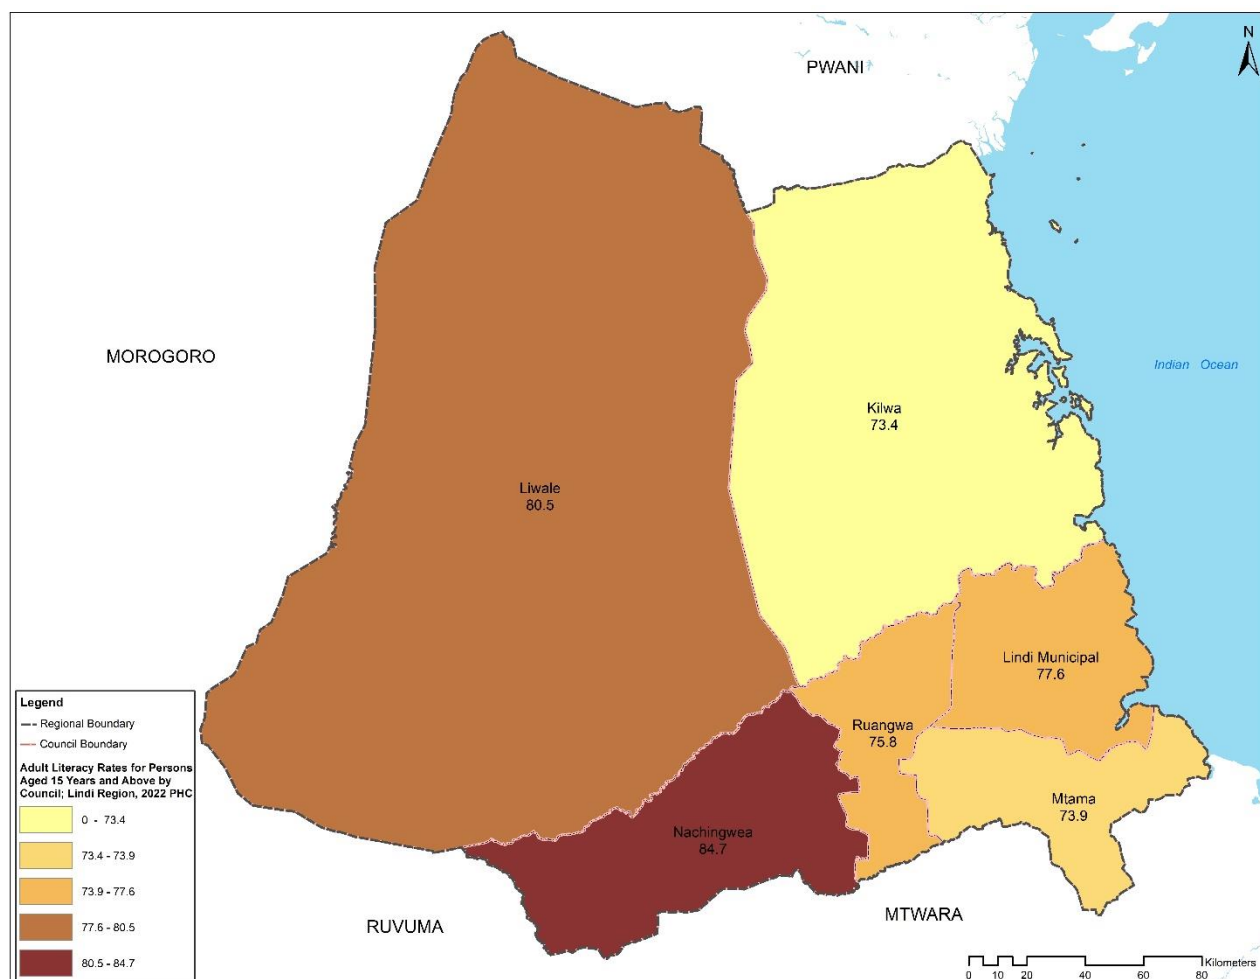 N
PWANI
MOROGORO
Indian Ocean
Kilwa
73.4
Liwale
80.5
Lindi Municipal
77.6
Ruangwa
75.8
Mtama
73.9
Nachingwea
84.7
RUVUMA
MTWARA
Legend
Regional Boundary
Council Boundary
Adult Literacy Rates for Persons
Aged 15 Years and Above by
Council; Lindi Region, 2022 PHC
0 - 73.4
73.4 - 73.9
73.9 - 77.6
77.6 - 80.5
80.5 - 84.7
Kilometers
0 10 20 40 60 80